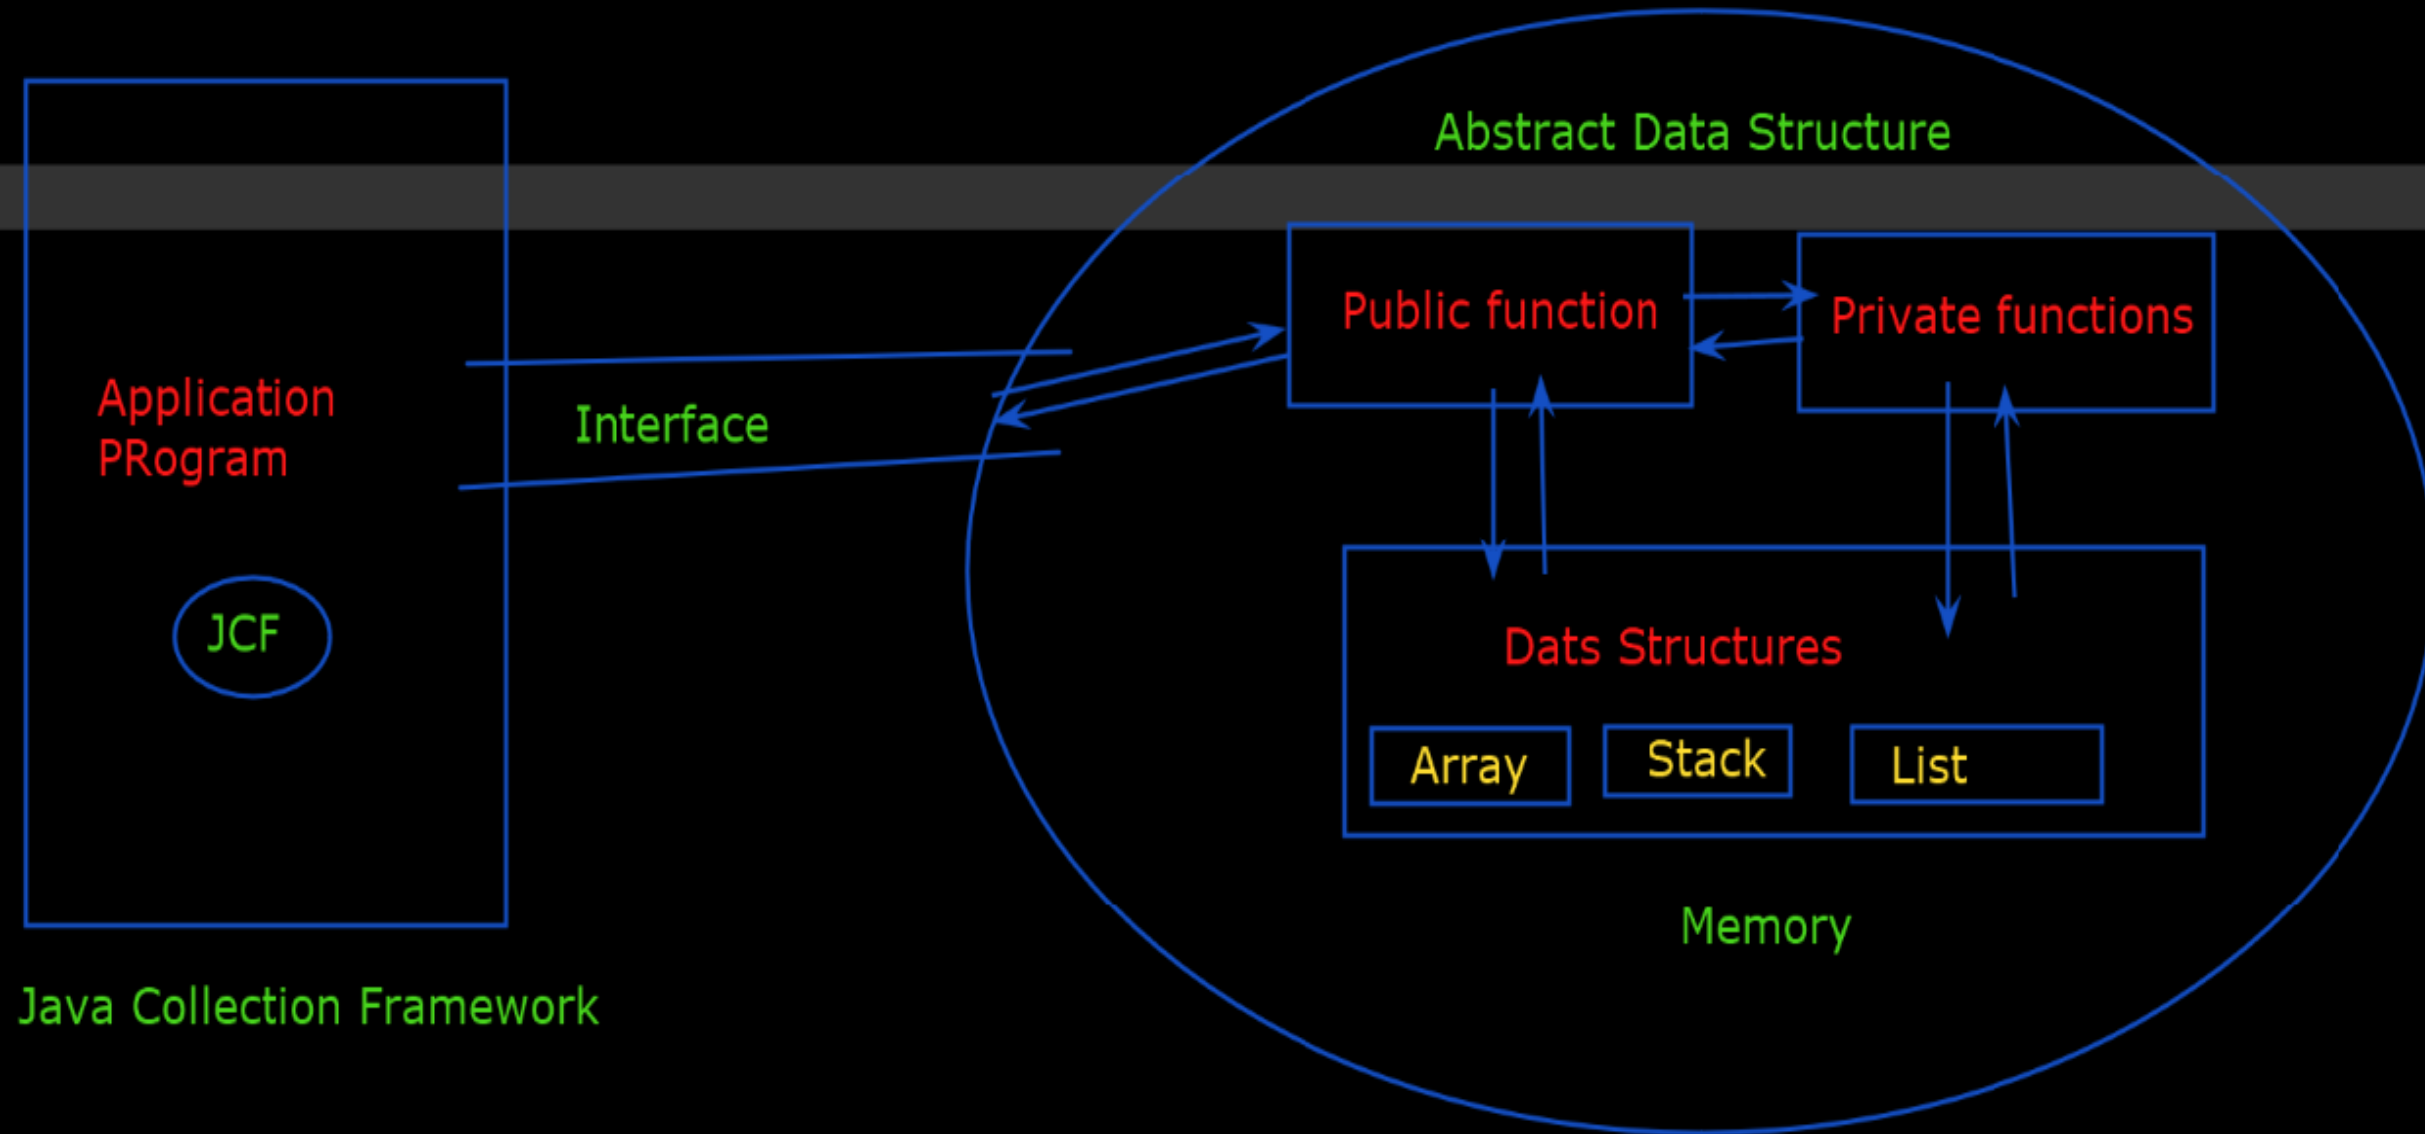 Abstract Data Structure
Public function
Private functions
Application
PRogram
Interface
JCF
Dats Structures
Array
Stack
List
Memory
Java Collection Framework